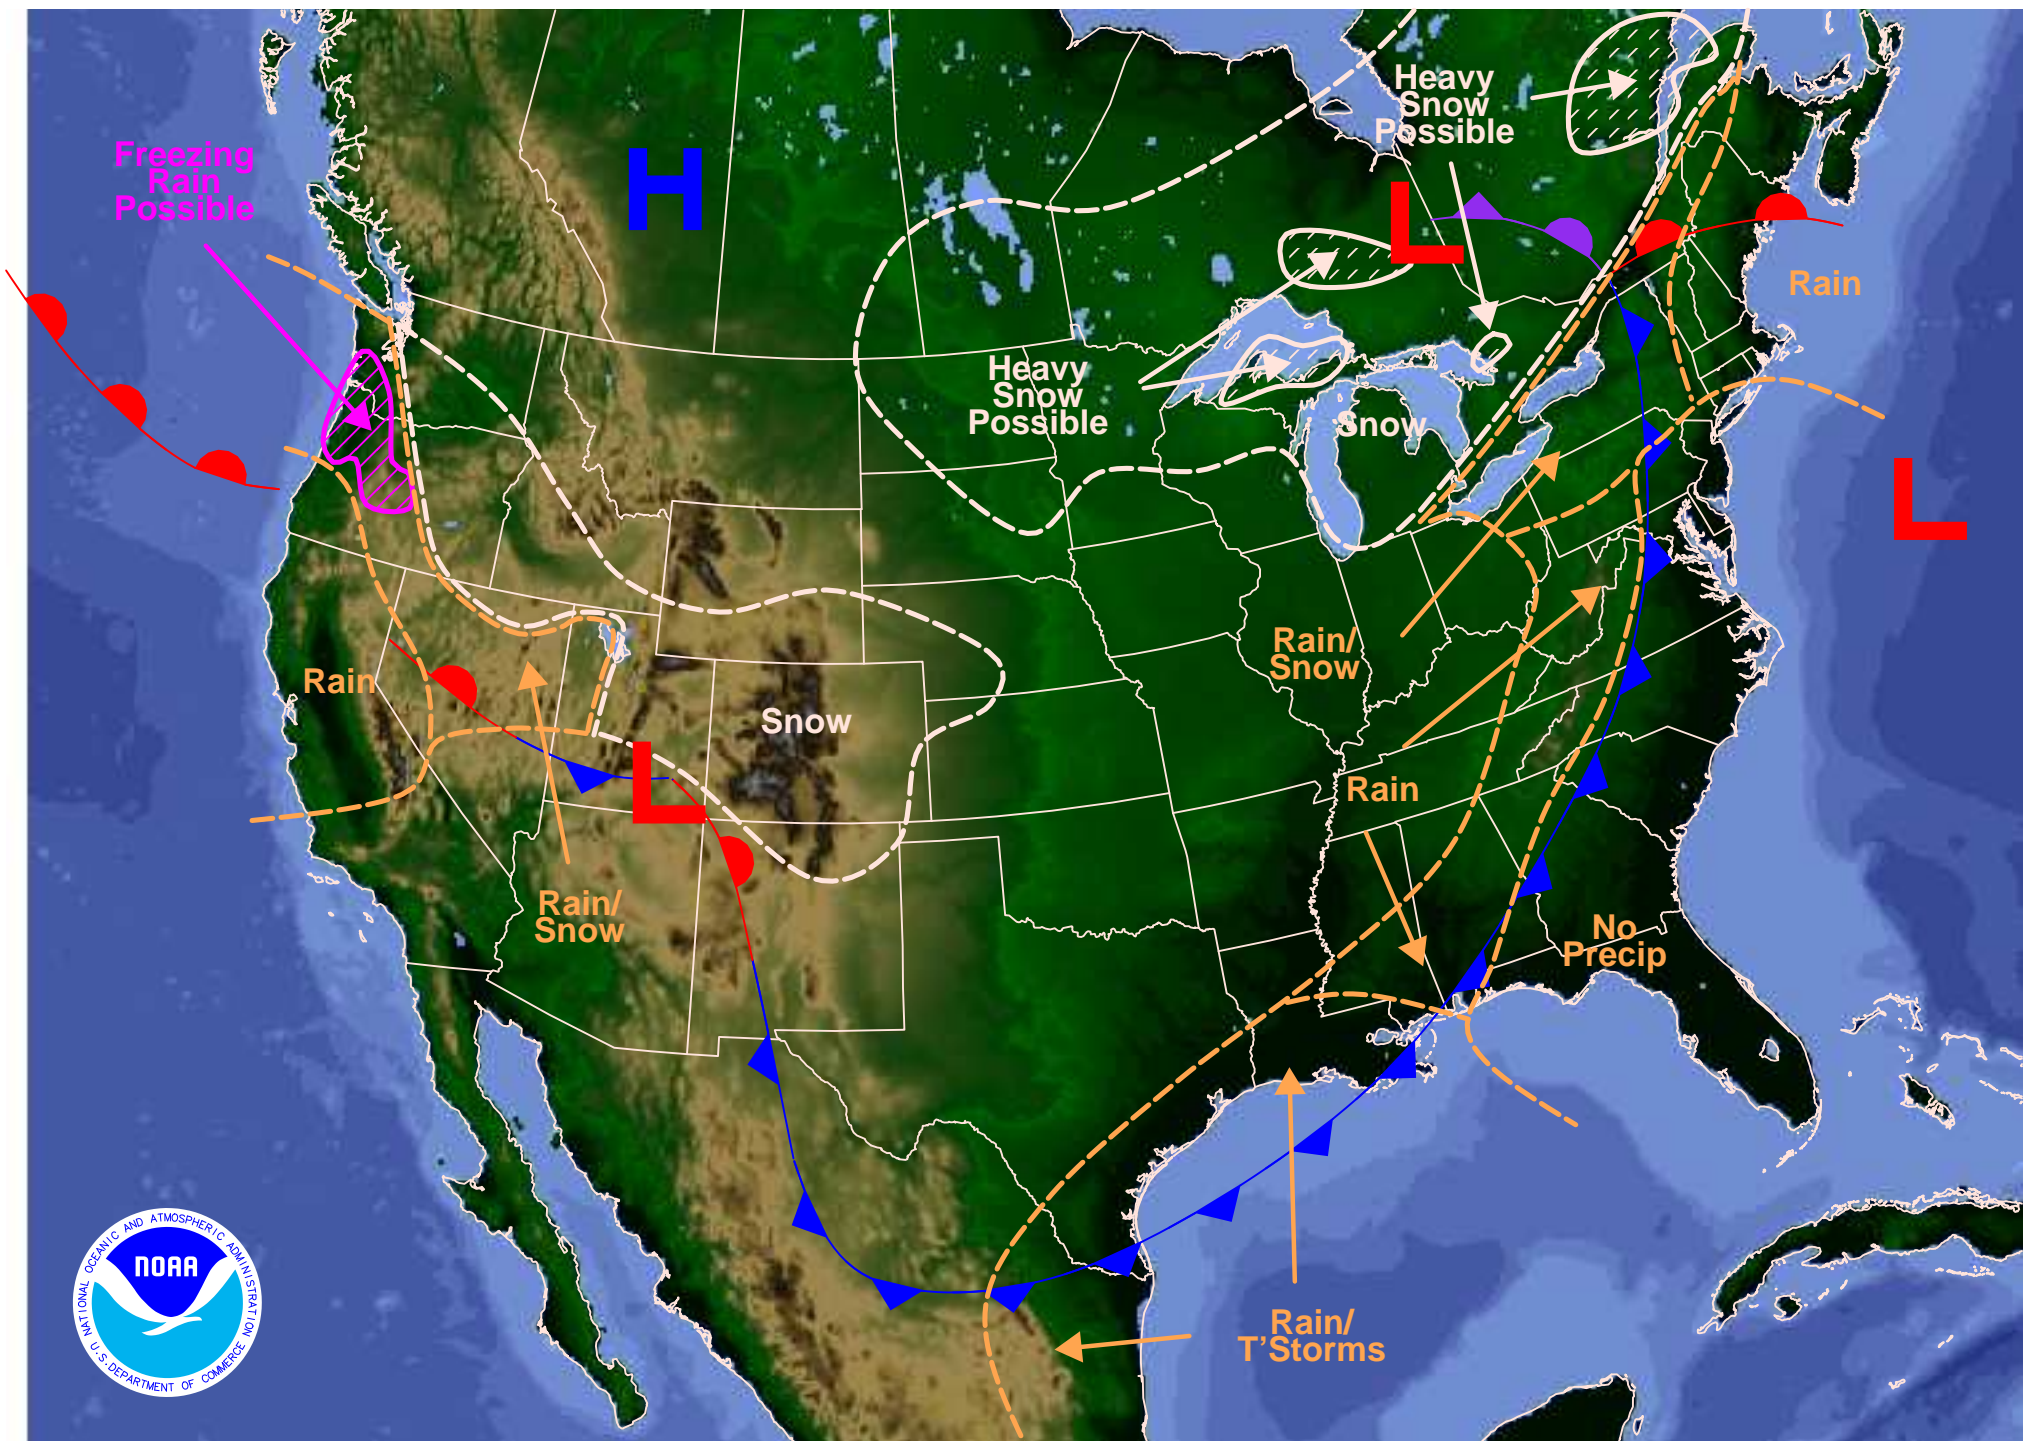 Heavy
Snow
Possible
Freezing
Rain
Possible
H
L
Rain
Heavy
Snow
Possible
Snow
L
Rain/
Snow
Rain
Snow
L
Rain
Rain/
Snow
No
Precip
NATIONAL OCEANIC AND ATMOSPHERIC ADMINISTRATION
NOAA
U.S. DEPARTMENT OF COMMERCE
Rain/
T'Storms